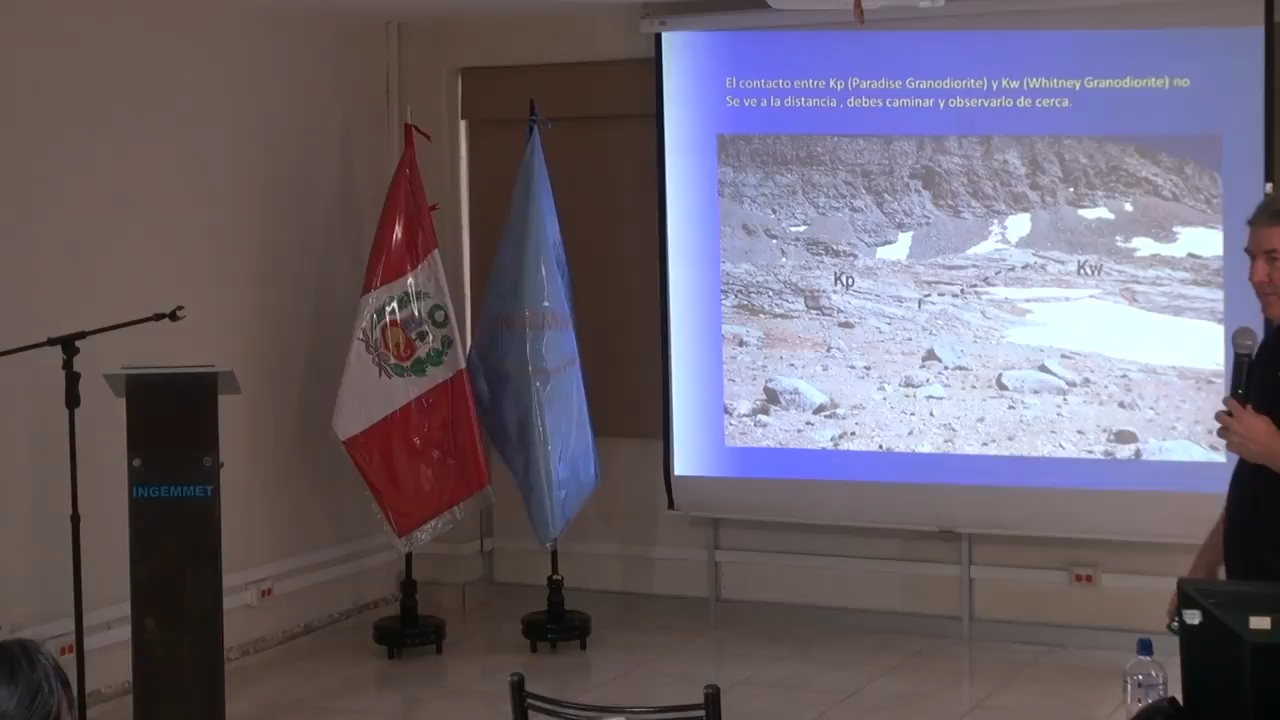 El contacto entre Kp (Paradise Granodiorite) y Kw (Whitney Granodiorite) no
Se ve a la distancia , debes caminar y observarlo de cerca.
Kp
Kw
INGEMMET
INGEMMET